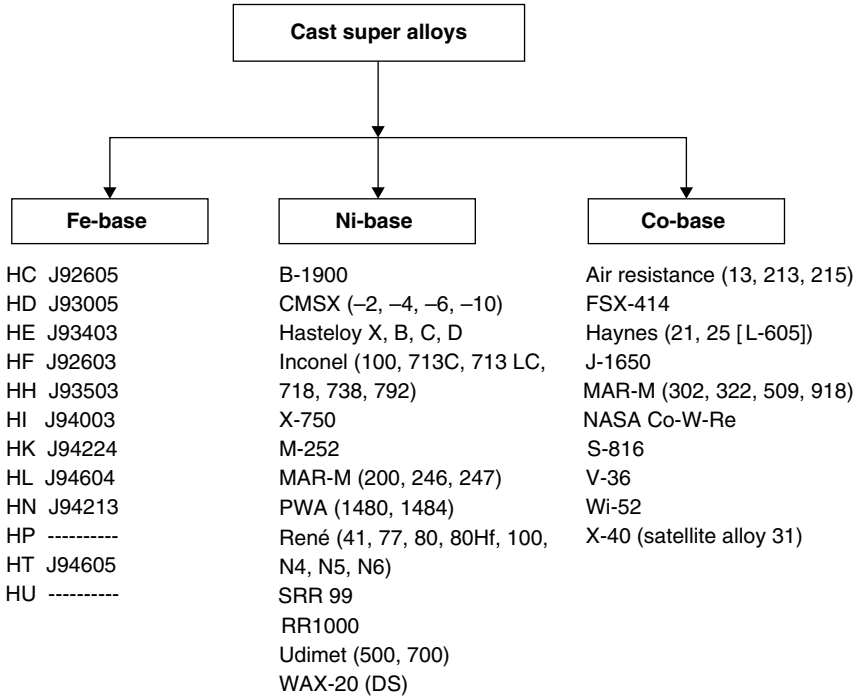 Cast super alloys
Fe-base
HC J92605
HD J93005
HE J93403
HF J92603
HH J93503
HI J94003
HK J94224
HL J94604
HN J94213
HP ----------
HT J94605
HU ----------
Ni-base
B-1900
CMSX (–2, –4, –6, –10)
Hasteloy X, B, C, D
Inconel (100, 713C, 713 LC,
718, 738, 792)
X-750
M-252
MAR-M (200, 246, 247)
PWA (1480, 1484)
René (41, 77, 80, 80Hf, 100,
N4, N5, N6)
SRR 99
RR1000
Udimet (500, 700)
WAX-20 (DS)
Co-base
Air resistance (13, 213, 215)
FSX-414
Haynes (21, 25 [L-605])
J-1650
MAR-M (302, 322, 509, 918)
NASA Co-W-Re
S-816
V-36
Wi-52
X-40 (satellite alloy 31)